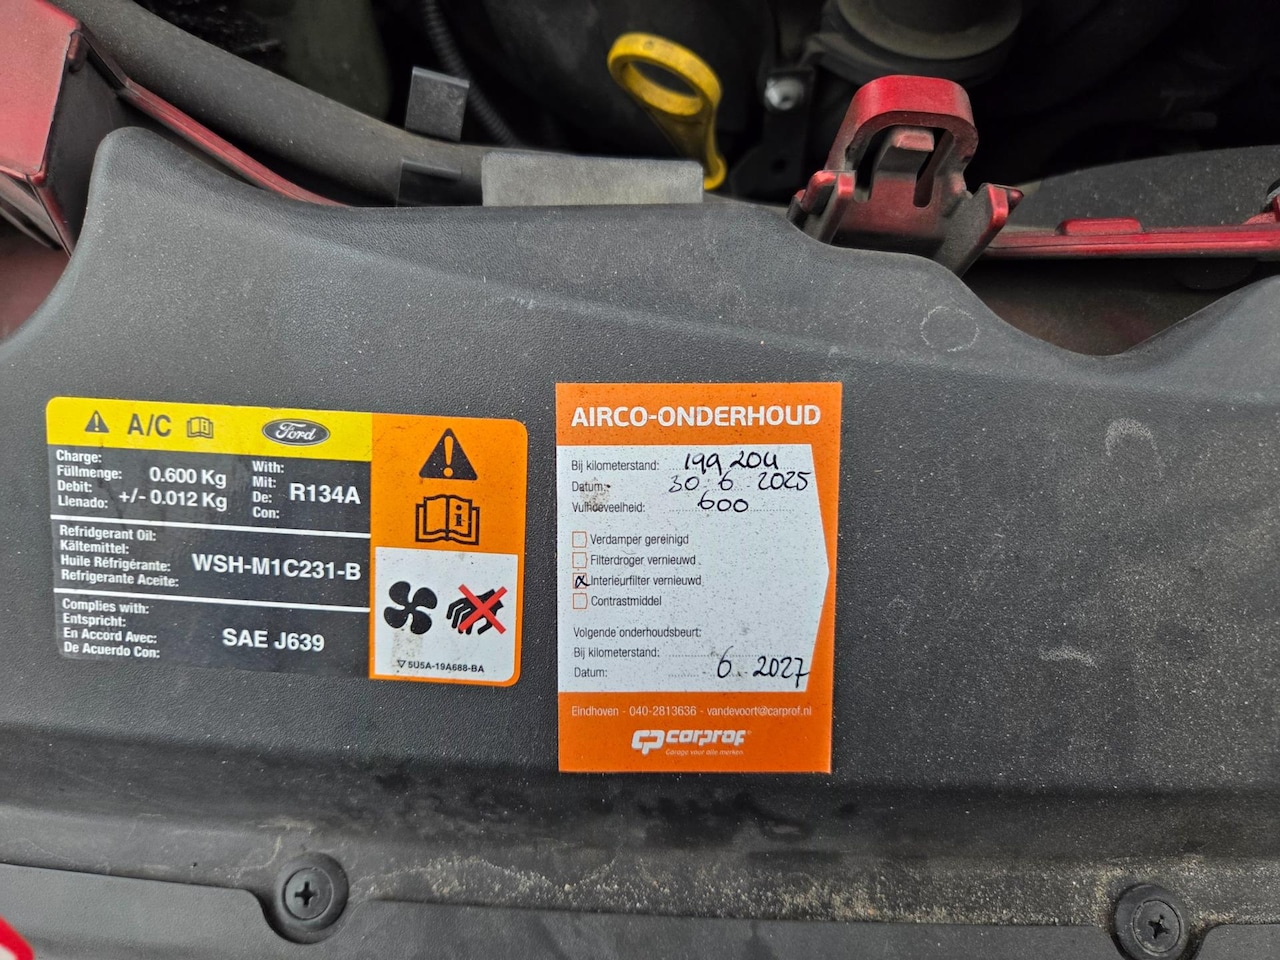 A/C
Ford
Charge:
Füllmenge:
Debit:
Llenado:
0.600 Kg
+/- 0.012 Kg
With:
Mit:
De:
Con:
R134A
Refridgerant Oil:
Kältemittel:
Huile Réfrigérante:
Refrigerante Aceite:
WSH-M1C231-B
Complies with:
Entspricht:
En Accord Avec:
De Acuerdo Con:
SAE J639
5U5A-19A688-BA
AIRCO-ONDERHOUD
Bij kilometerstand: 199204
Datum: 30 6 2025
Vulhoeveelheid: 600
Verdamper gereinigd
Filterdroger vernieuwd
x Interieurfilter vernieuwd
Contrastmiddel
Volgende onderhoudsbeurt:
Bij kilometerstand:
Datum: 6 2027
Eindhoven - 040-2813636 - vandevoort@carprof.nl
CP carprof
Garage voor alle merken